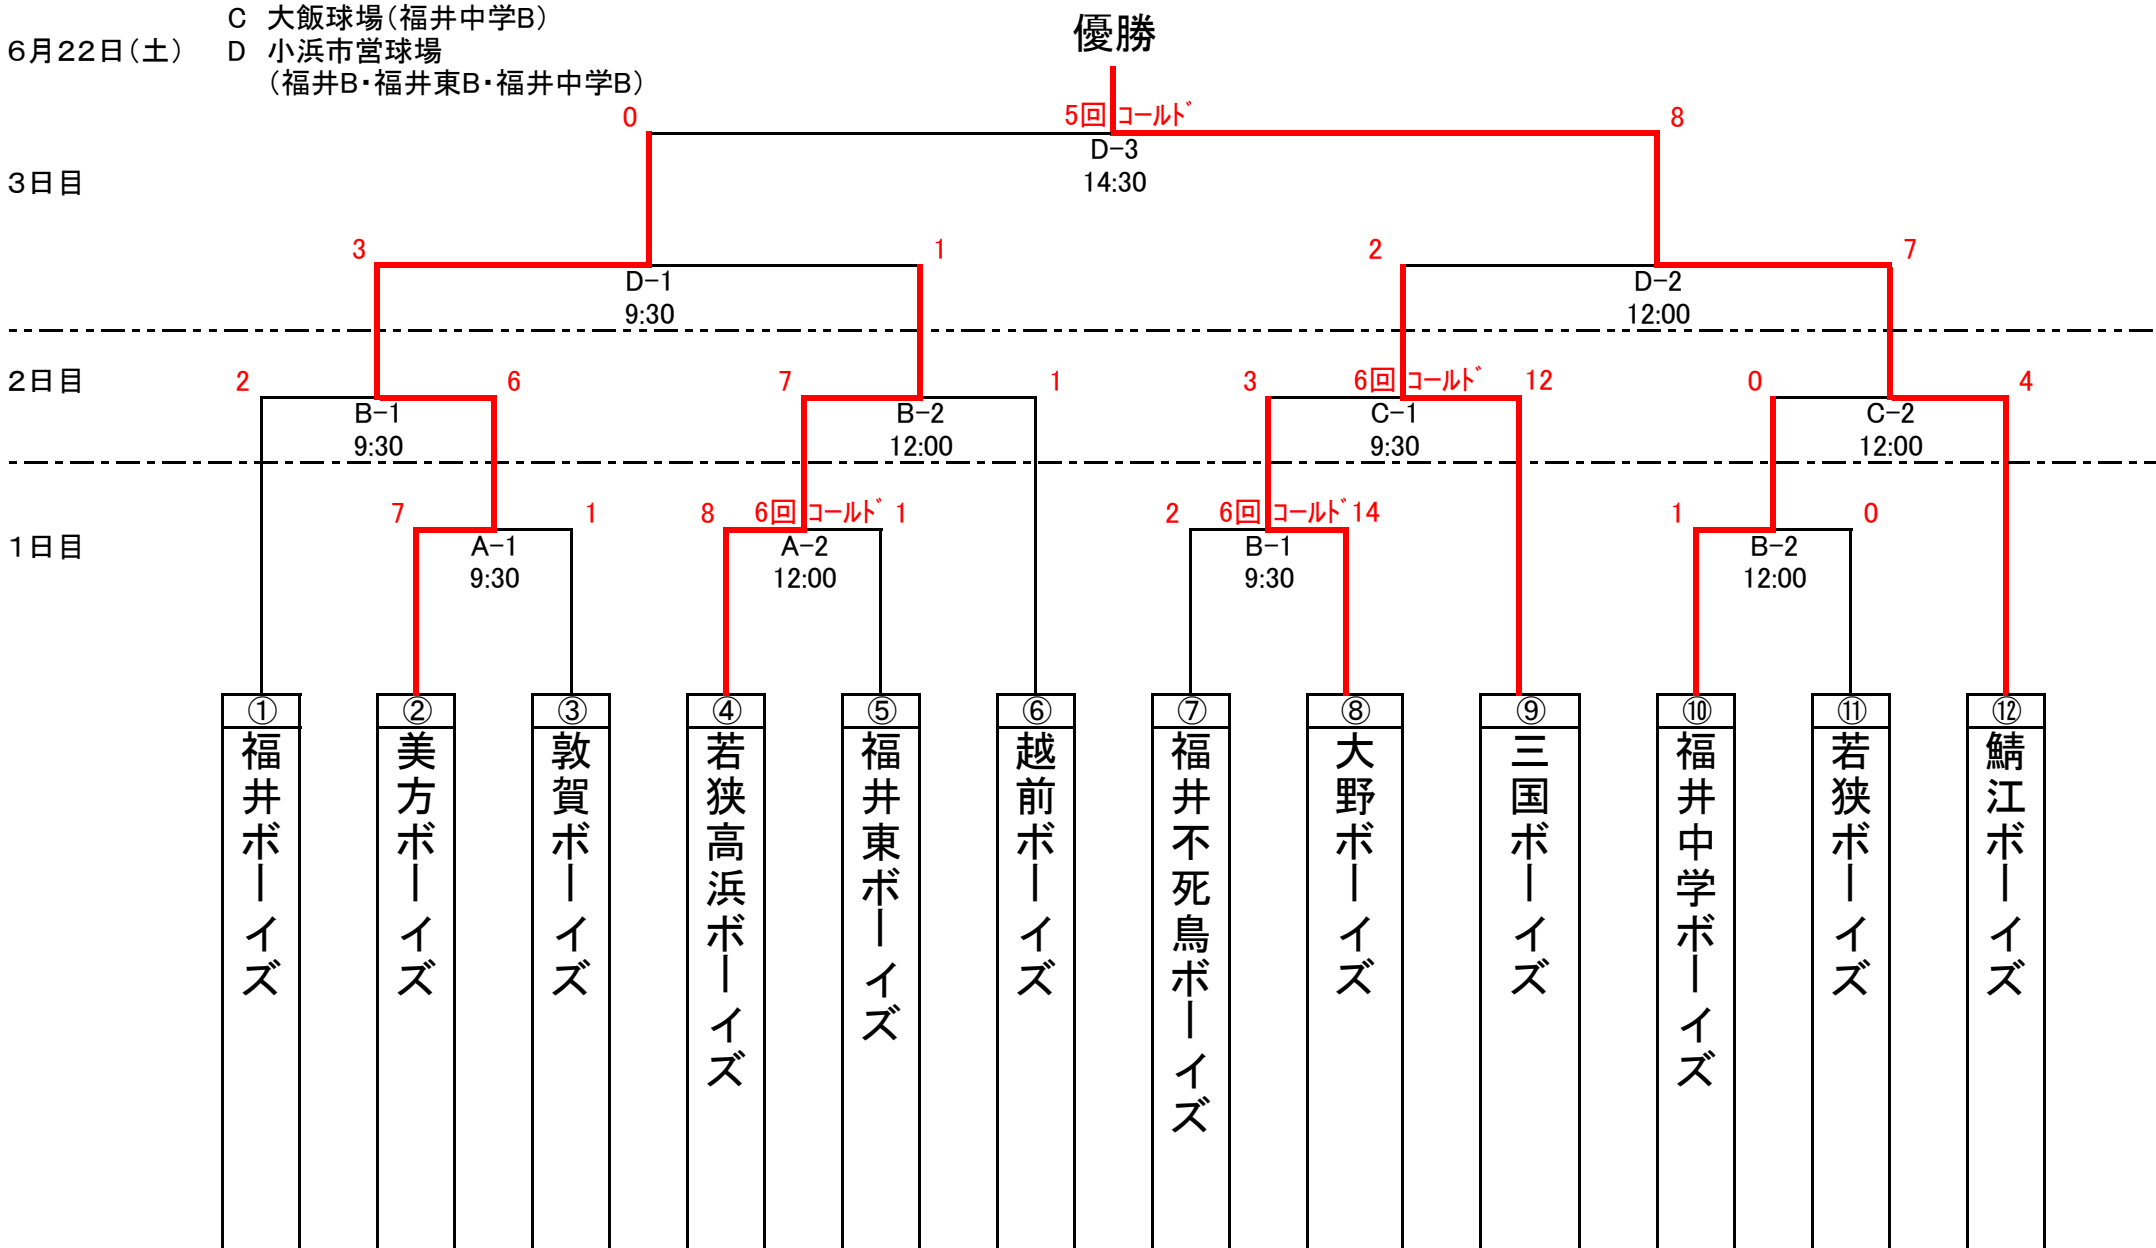 C 大飯球場(福井中学B)
優勝
6月22日(土) D 小浜市営球場
(福井B・福井東B・福井中学B)
0 5回 コールド 8
D-3
3日目 14:30
3 1 2 7
D-1 D-2
9:30 12:00
2日目 2 6 7 1 3 6回 コールド 12 0 4
B-1 B-2 C-1 C-2
9:30 12:00 9:30 12:00
7 1 8 6回 コールド 1 2 6回 コールド 14 1 0
1日目 A-1 A-2 B-1 B-2
9:30 12:00 9:30 12:00
① ② ③ ④ ⑤ ⑥ ⑦ ⑧ ⑨ ⑩ ⑪ ⑫
福井ボーイズ
美方ボーイズ
敦賀ボーイズ
若狭高浜ボーイズ
福井東ボーイズ
越前ボーイズ
福井不死鳥ボーイズ
大野ボーイズ
三国ボーイズ
福井中学ボーイズ
若狭ボーイズ
鯖江ボーイズ